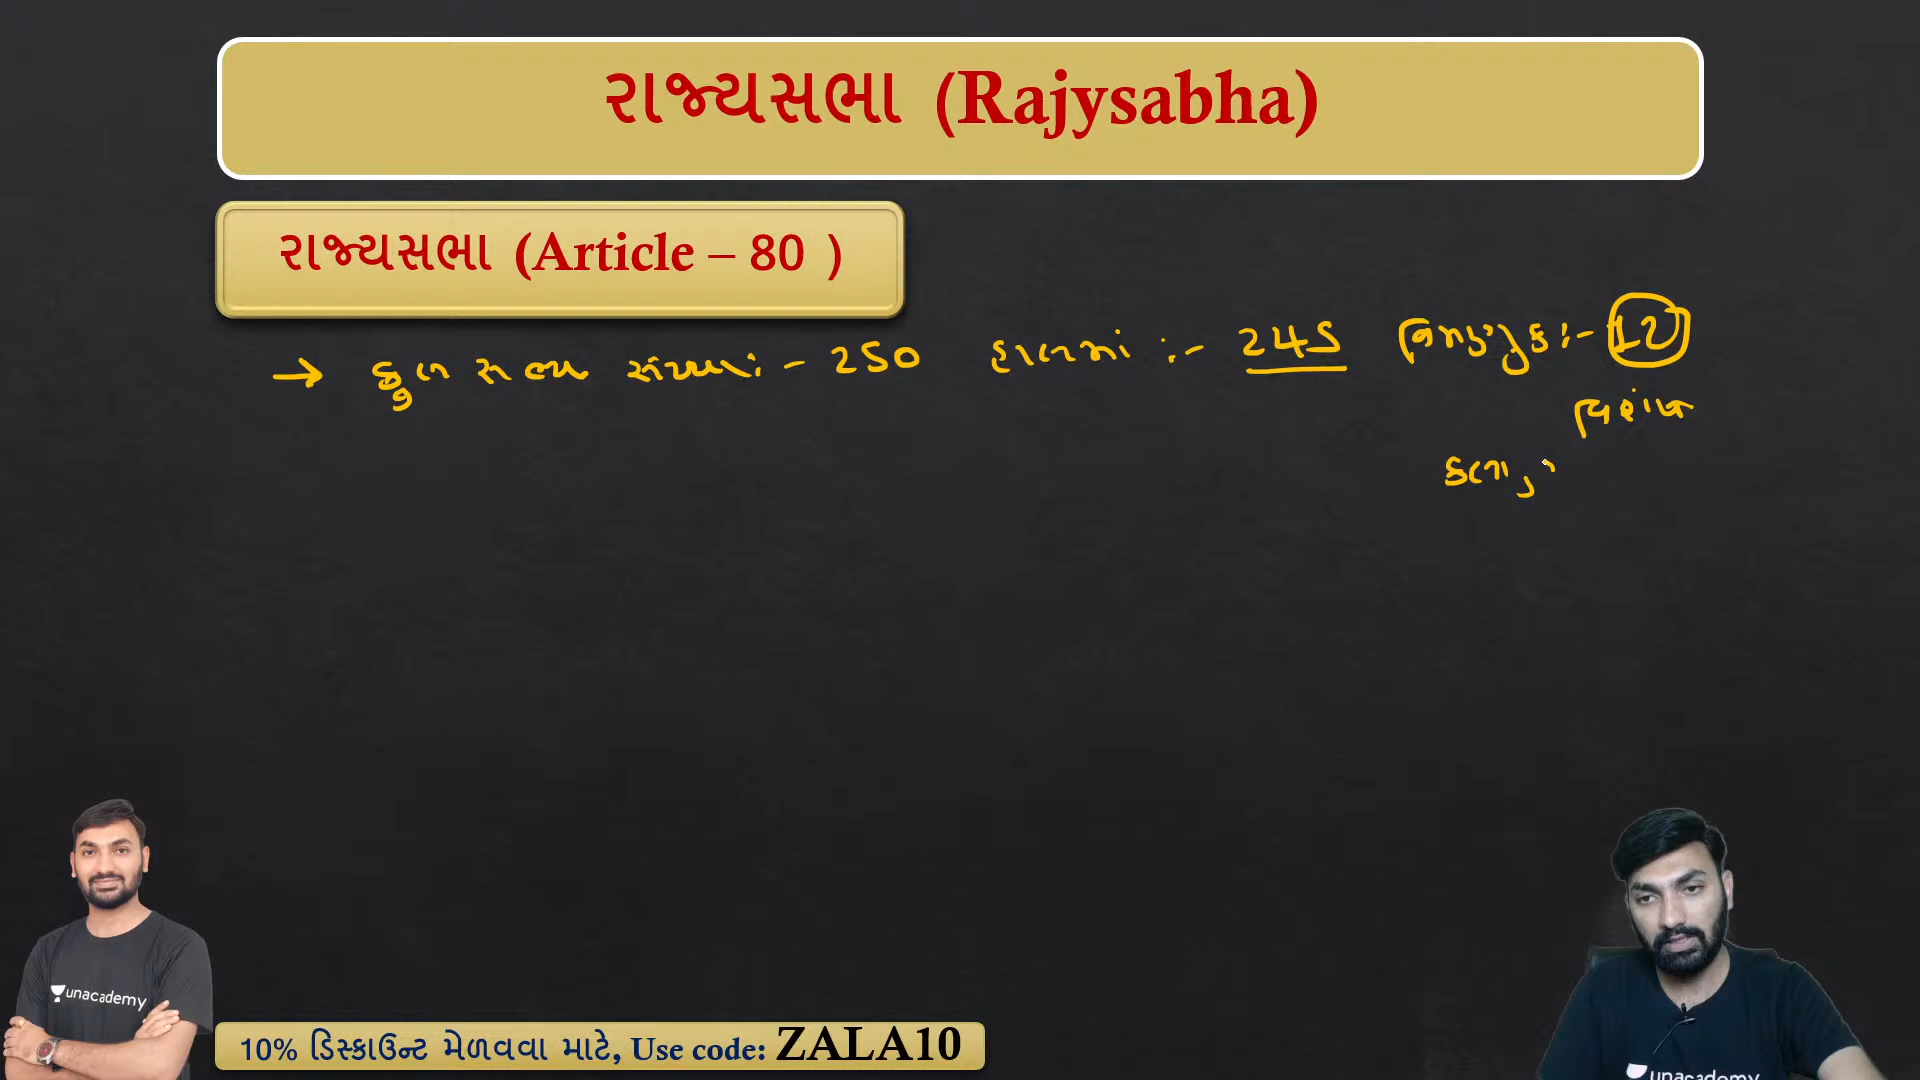 રાજ્યસભા (Rajysabha)
રાજ્યસભા (Article – 80 )
→ કુલ સભ્ય સંખ્યા :- 250 હાલમાં :- 245 નિમણુક :- 12
કલા,
unacademy
10% ડિસ્કાઉન્ટ મેળવવા માટે, Use code: ZALA10
unacademy